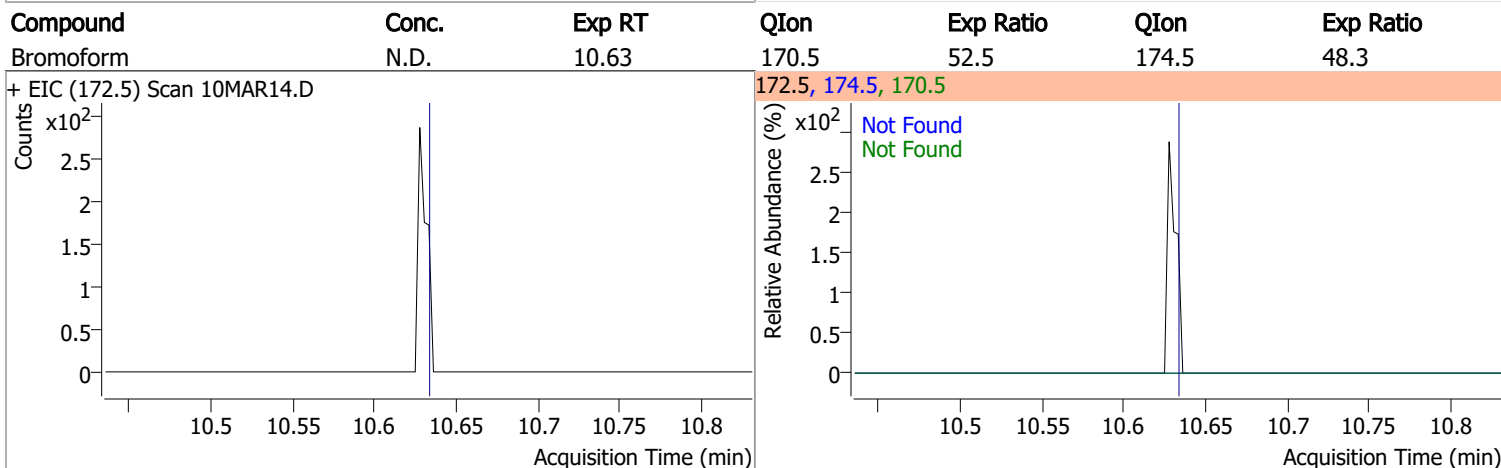 Compound Conc. Exp RT QIon Exp Ratio QIon Exp Ratio
Bromoform N.D. 10.63 170.5 52.5 174.5 48.3
+ EIC (172.5) Scan 10MAR14.D
Counts
x10²
2.5
2
1.5
1
0.5
0
10.5 10.55 10.6 10.65 10.7 10.75 10.8
Acquisition Time (min)
172.5, 174.5, 170.5
Relative Abundance (%)
x10²
Not Found
Not Found
2.5
2
1.5
1
0.5
0
10.5 10.55 10.6 10.65 10.7 10.75 10.8
Acquisition Time (min)